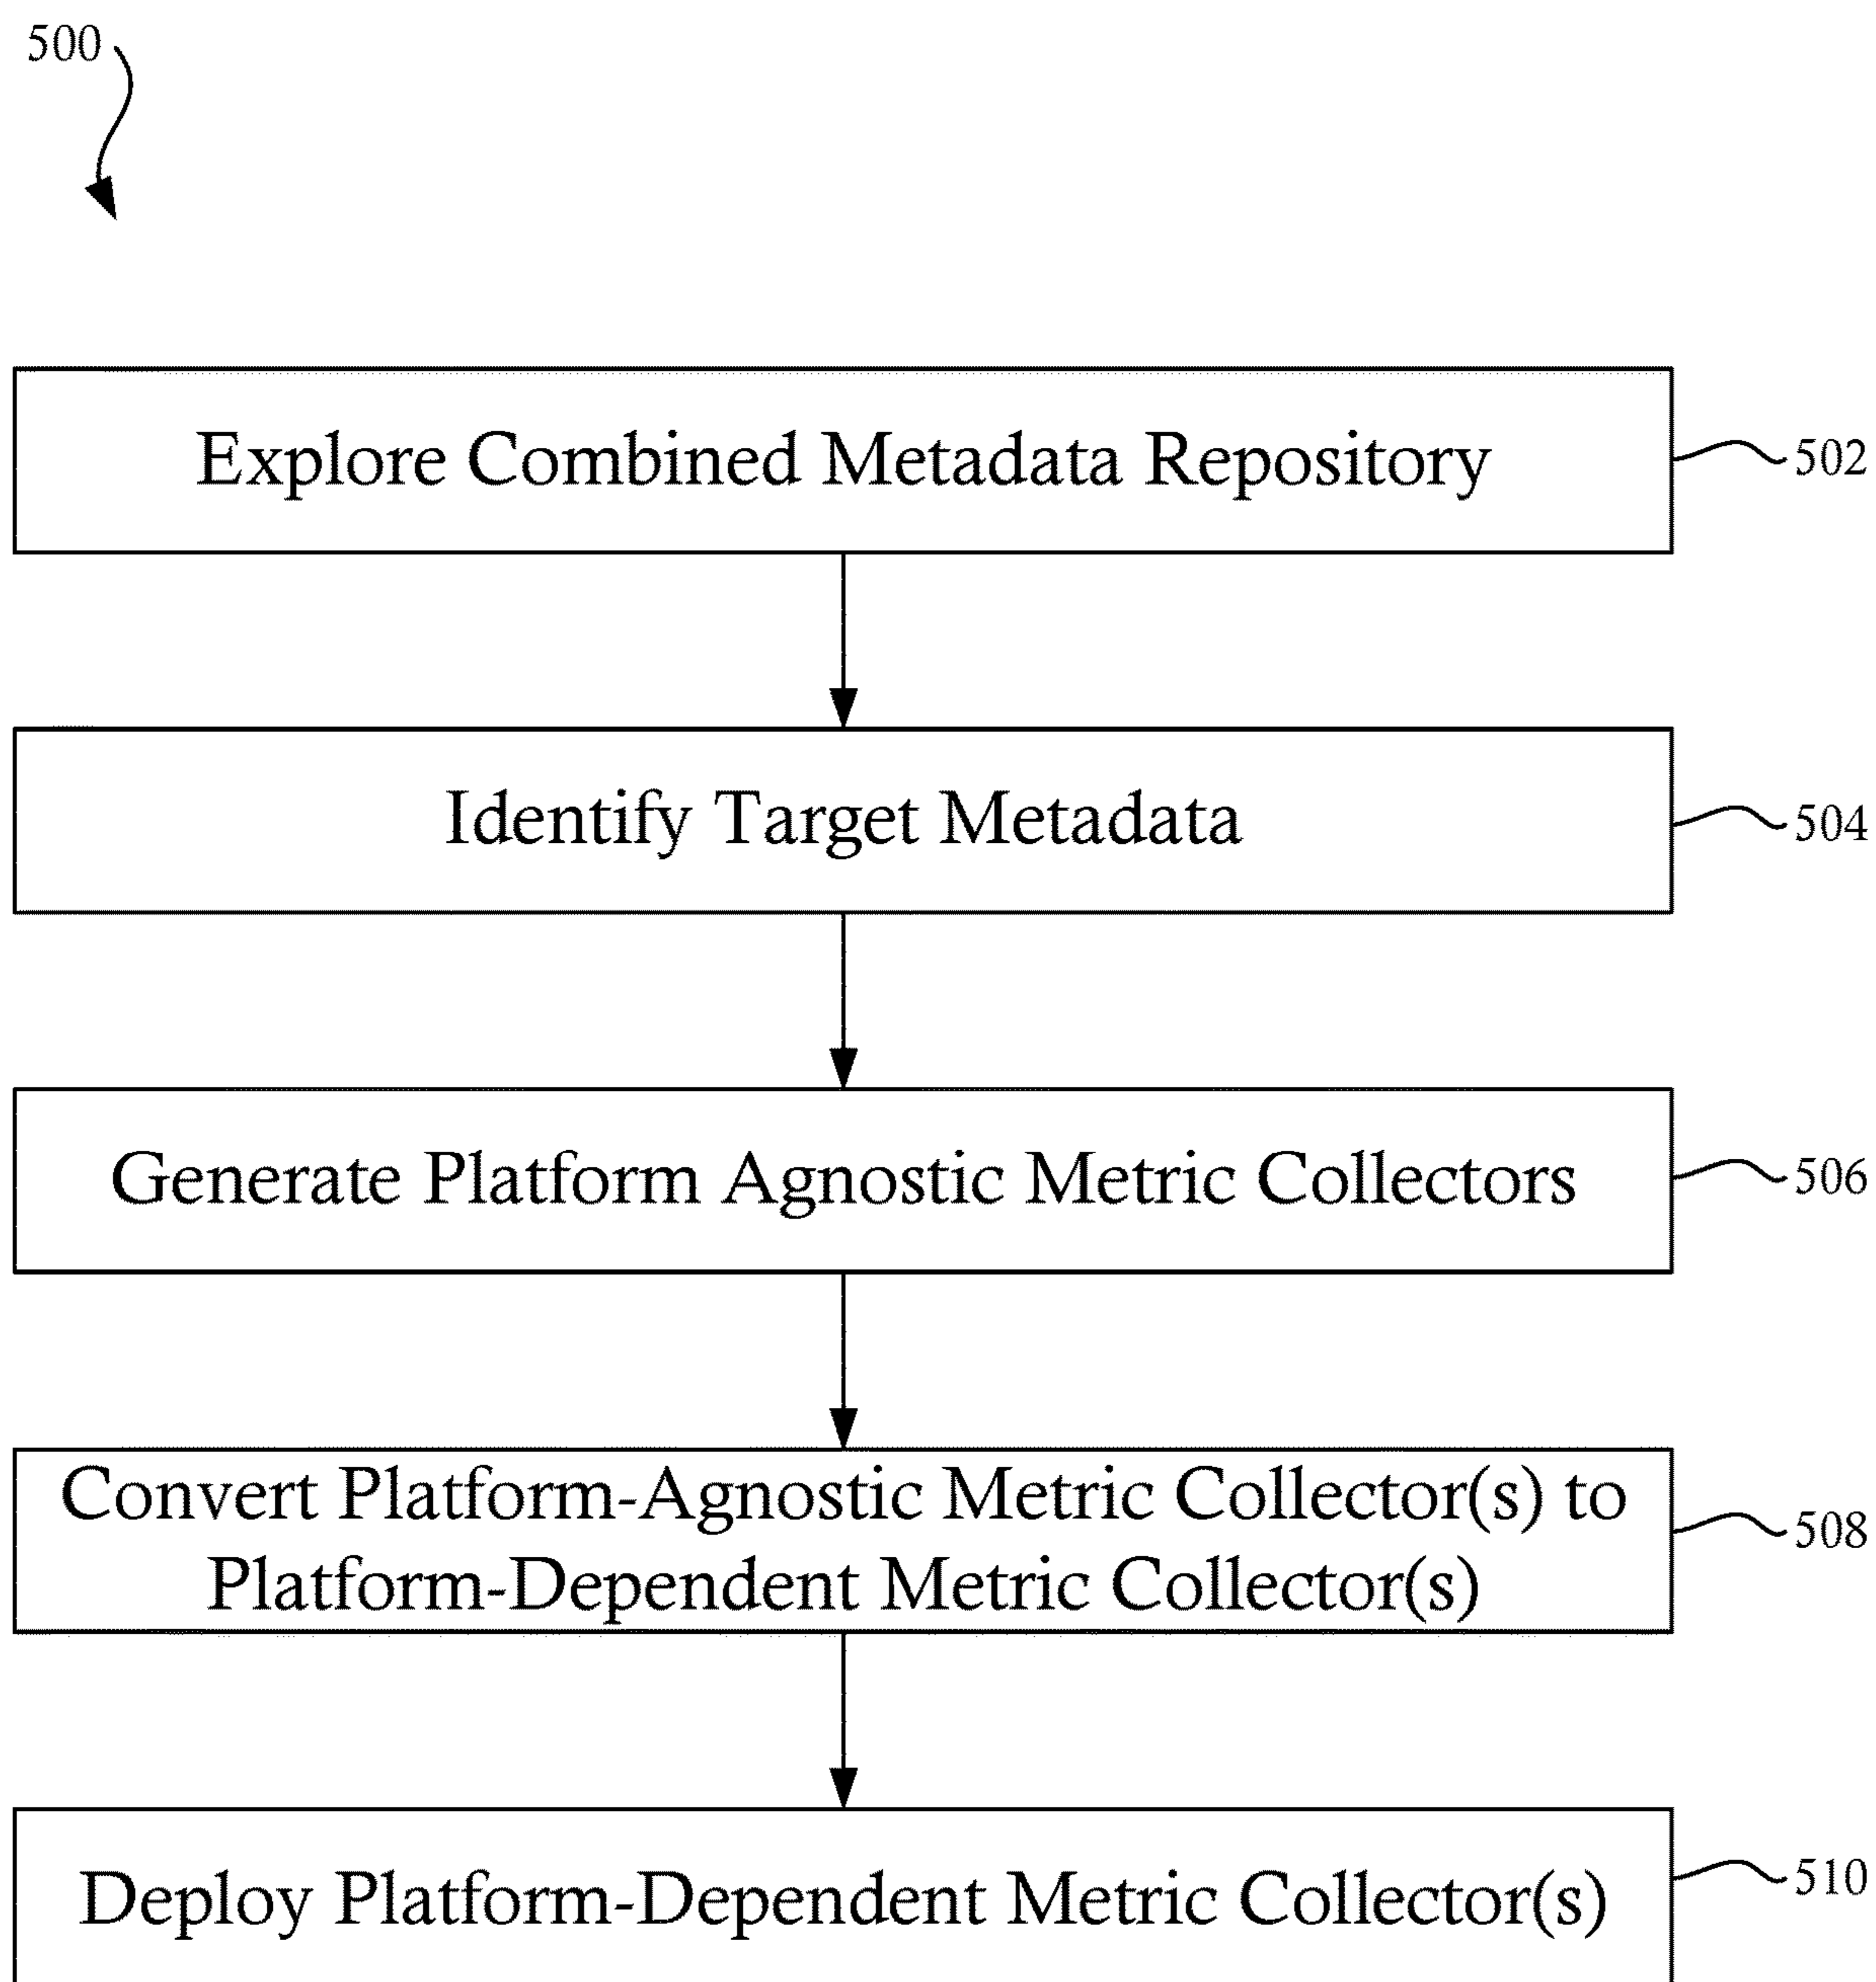 500
Explore Combined Metadata Repository
502
Identify Target Metadata
504
Generate Platform Agnostic Metric Collectors
506
Convert Platform-Agnostic Metric Collector(s) to
Platform-Dependent Metric Collector(s)
508
Deploy Platform-Dependent Metric Collector(s)
510